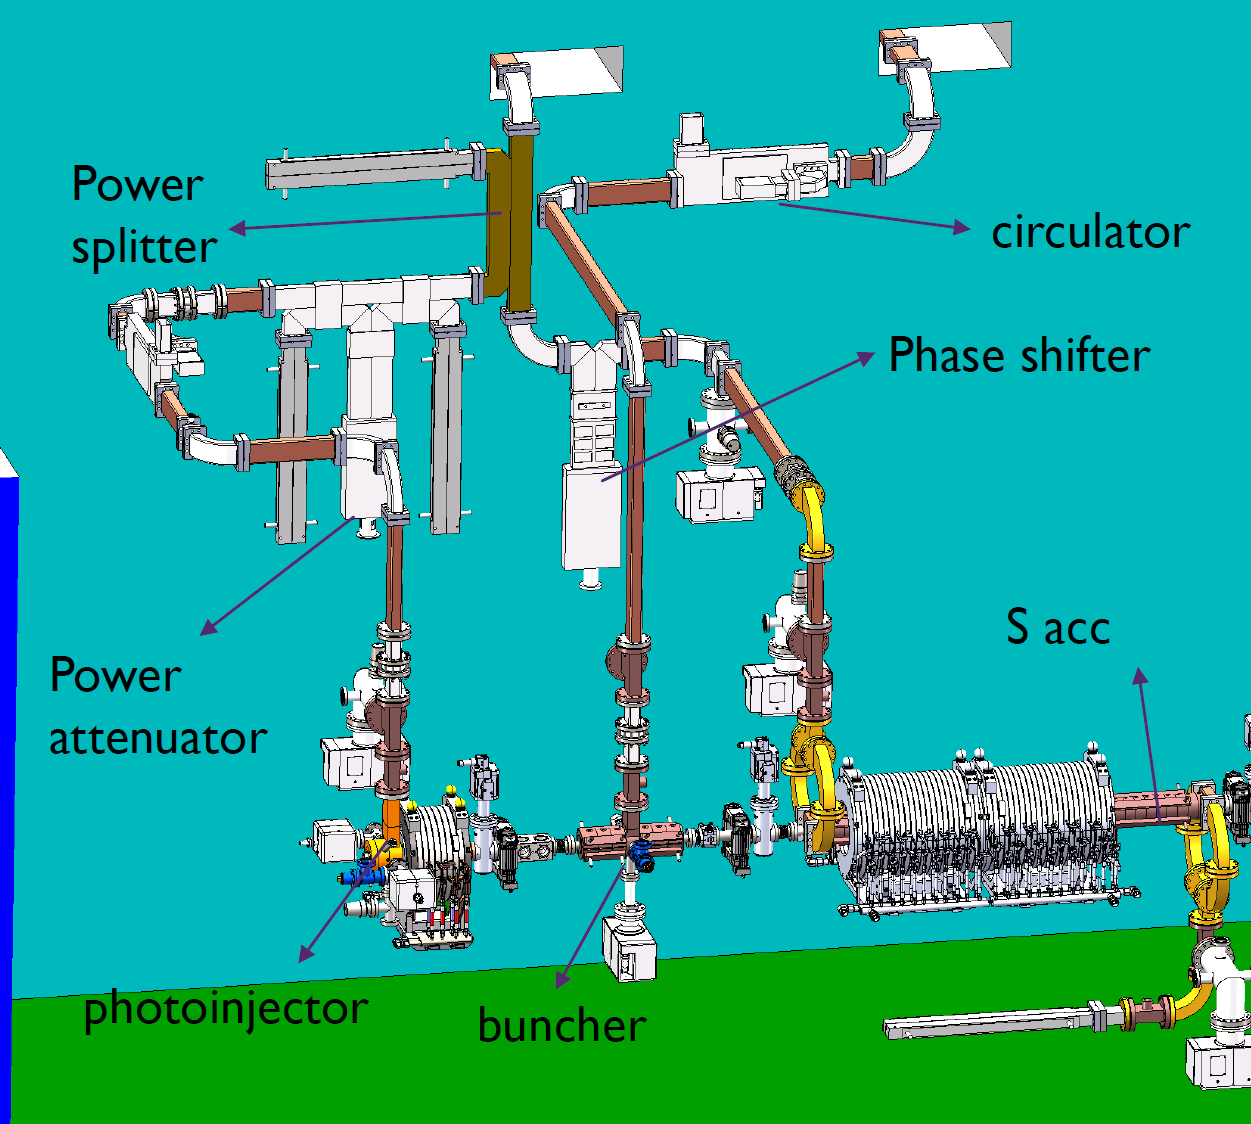 Power
splitter
circulator
Phase shifter
S acc
Power
attenuator
photoinjector
buncher